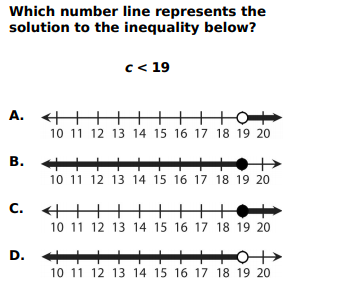 Which number line represents the
solution to the inequality below?
c < 19
A.
10 11 12 13 14 15 16 17 18 19 20
B.
10 11 12 13 14 15 16 17 18 19 20
C.
10 11 12 13 14 15 16 17 18 19 20
D.
10 11 12 13 14 15 16 17 18 19 20